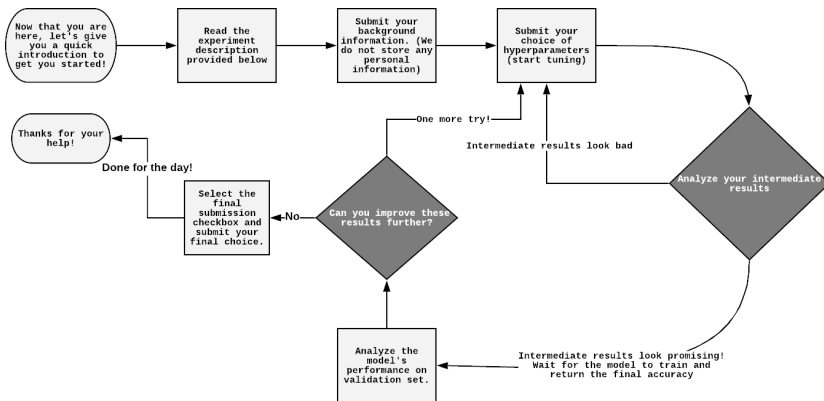 Now that you are
here, let's give
you a quick
introduction to
get you started!
Read the
experiment
description
provided below
Submit your
background
information. (We
do not store any
personal
information)
Submit your
choice of
hyperparameters
(start tuning)
One more try!
Intermediate results look bad
Thanks for your
help!
Done for the day!
Analyze your intermediate
results
Select the
final
submission
checkbox and
submit your
final choice.
No
Can you improve these
results further?
Analyze the
model's
performance on
validation set.
Intermediate results look promising!
Wait for the model to train and
return the final accuracy